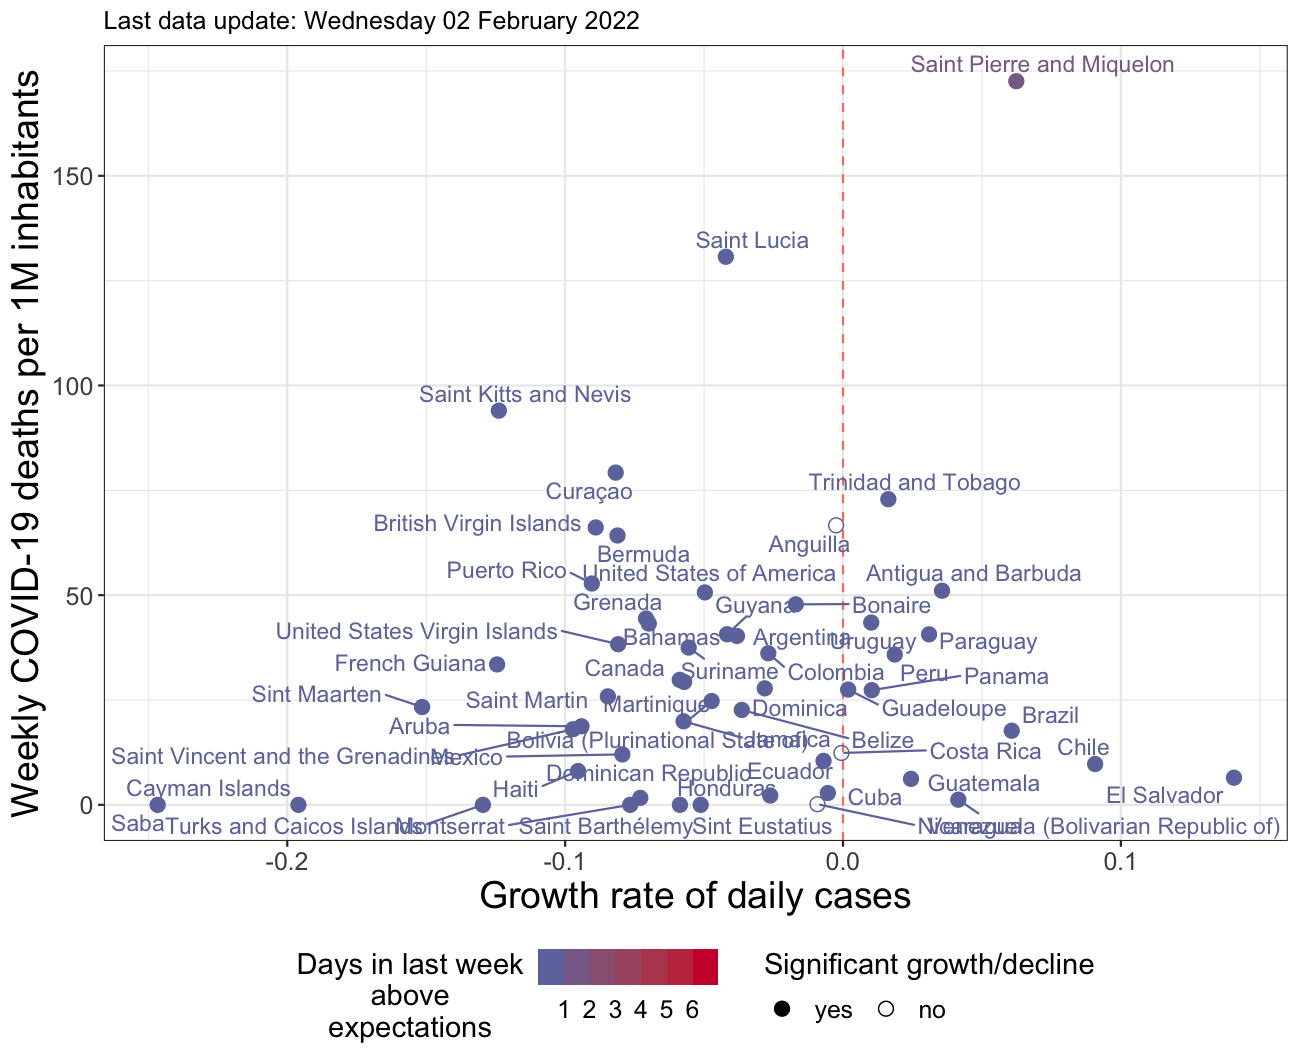 Last data update: Wednesday 02 February 2022
Weekly COVID-19 deaths per 1M inhabitants
150
100
50
0
Saint Pierre and Miquelon
Saint Lucia
Saint Kitts and Nevis
Curaçao
Trinidad and Tobago
British Virgin Islands
Anguilla
Bermuda
Puerto Rico
United States of America
Antigua and Barbuda
Grenada
Guyana
Bonaire
United States Virgin Islands
Bahamas
Argentina
Uruguay
Paraguay
French Guiana
Canada
Suriname
Colombia
Peru
Panama
Sint Maarten
Saint Martin
Martinique
Dominica
Guadeloupe
Brazil
Aruba
Bolivia (Plurinational State of)
Jamaica
Belize
Costa Rica
Chile
Saint Vincent and the Grenadines
Mexico
Dominican Republic
Ecuador
Cayman Islands
Haiti
Honduras
Cuba
Guatemala
El Salvador
Saba
Turks and Caicos Islands
Montserrat
Saint Barthélemy
Sint Eustatius
Nicaragua
Venezuela (Bolivarian Republic of)
-0.2
-0.1
0.0
0.1
Growth rate of daily cases
Days in last week
above
expectations
1 2 3 4 5 6
Significant growth/decline
yes
no